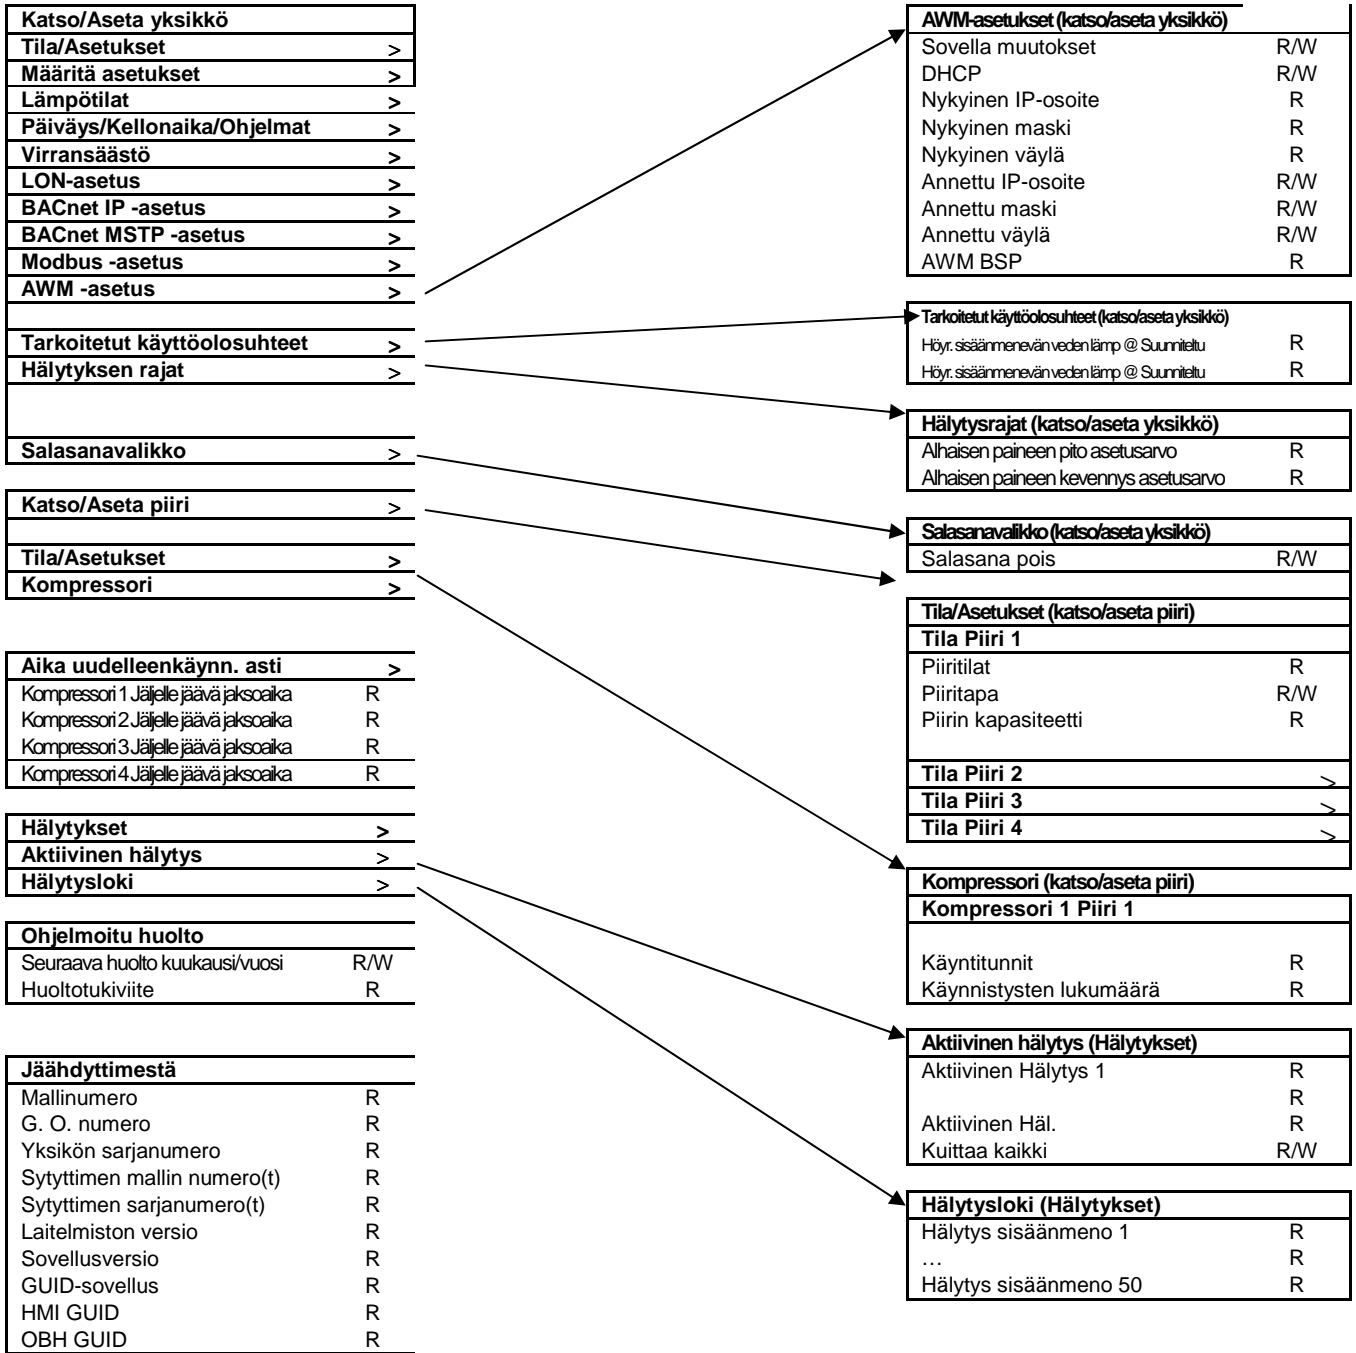 Katso/Aseta yksikkö
Tila/Asetukset >
Määritä asetukset >
Lämpötilat >
Päiväys/Kellonaika/Ohjelmat >
Virransäästö >
LON-asetus >
BACnet IP -asetus >
BACnet MSTP -asetus >
Modbus -asetus >
AWM -asetus >
Tarkoitetut käyttöolosuhteet >
Hälytyksen rajat >
Salasanavalikko >
Katso/Aseta piiri >
Tila/Asetukset >
Kompressori >
Aika uudelleenkäynn. asti >
Kompressori 1 Jäljelle jäävä jaksoaika R
Kompressori 2 Jäljelle jäävä jaksoaika R
Kompressori 3 Jäljelle jäävä jaksoaika R
Kompressori 4 Jäljelle jäävä jaksoaika R
Hälytykset >
Aktiivinen hälytys >
Hälytysloki >
Ohjelmoitu huolto
Seuraava huolto kuukausi/vuosi R/W
Huoltotukiviite R
Jäähdyttimestä
Mallinumero R
G. O. numero R
Yksikön sarjanumero R
Sytyttimen mallin numero(t) R
Sytyttimen sarjanumero(t) R
Laitelmiston versio R
Sovellusversio R
GUID-sovellus R
HMI GUID R
OBH GUID R
AWM-asetukset (katso/aseta yksikkö)
Sovella muutokset R/W
DHCP R/W
Nykyinen IP-osoite R
Nykyinen maski R
Nykyinen väylä R
Annettu IP-osoite R/W
Annettu maski R/W
Annettu väylä R/W
AWM BSP R
Tarkoitetut käyttöolosuhteet (katso/aseta yksikkö)
Höyr. sisäänmenevän veden lämp @ Suunniteltu R
Höyr. sisäänmenevän veden lämp @ Suunniteltu R
Hälytysrajat (katso/aseta yksikkö)
Alhaisen paineen pito asetusarvo R
Alhaisen paineen kevennys asetusarvo R
Salasanavalikko (katso/aseta yksikkö)
Salasana pois R/W
Tila/Asetukset (katso/aseta piiri)
Tila Piiri 1
Piiritilat R
Piiritapa R/W
Piirin kapasiteetti R
Tila Piiri 2 >
Tila Piiri 3 >
Tila Piiri 4 >
Kompressori (katso/aseta piiri)
Kompressori 1 Piiri 1
Käyntitunnit R
Käynnistysten lukumäärä R
Aktiivinen hälytys (Hälytykset)
Aktiivinen Hälytys 1 R
R
Aktiivinen Häl. R
Kuittaa kaikki R/W
Hälytysloki (Hälytykset)
Hälytys sisäänmeno 1 R
… R
Hälytys sisäänmeno 50 R